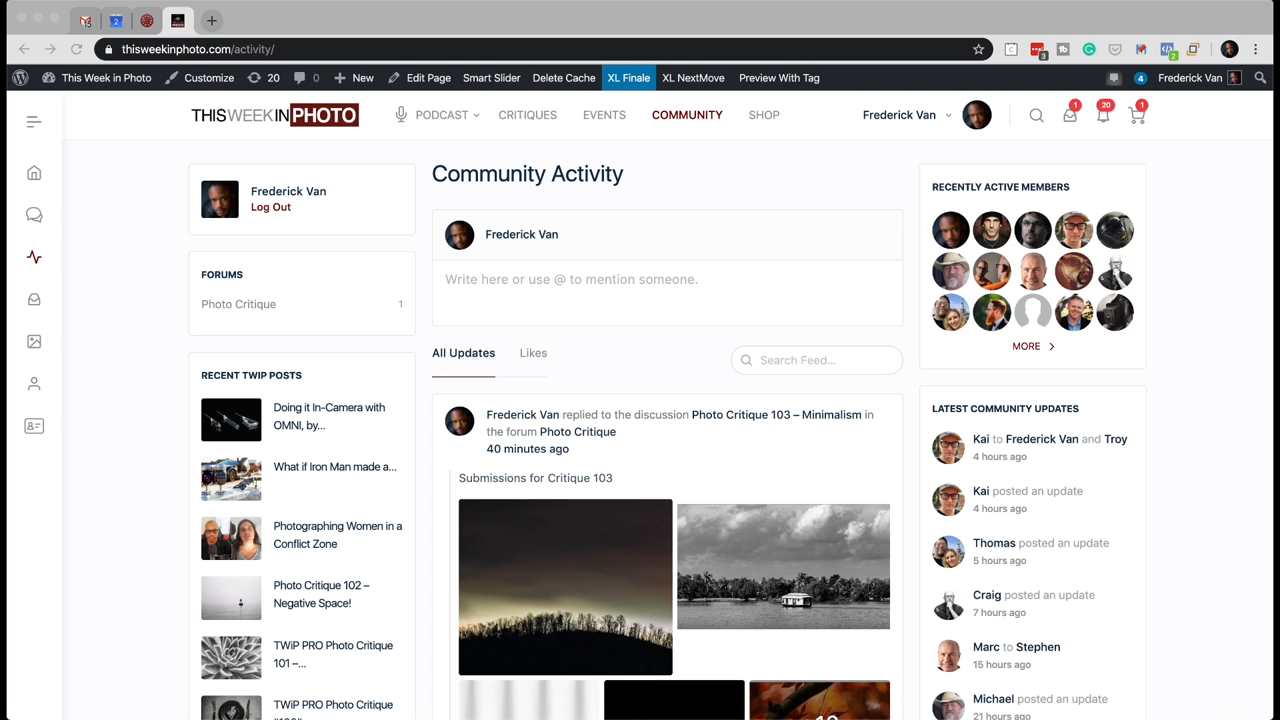 15
2
thisweekinphoto.com/activity/
3
2
This Week in Photo
Customize
20
0
New
Edit Page
Smart Slider
Delete Cache
XL Finale
XL NextMove
Preview With Tag
4
Frederick Van
THISWEEKINPHOTO
PODCAST
CRITIQUES
EVENTS
COMMUNITY
SHOP
Frederick Van
1
20
1
Frederick Van
Log Out
FORUMS
Photo Critique 1
RECENT TWIP POSTS
Doing it In-Camera with
OMNI, by...
What if Iron Man made a...
Photographing Women in a
Conflict Zone
Photo Critique 102 –
Negative Space!
TWiP PRO Photo Critique
101 –...
TWiP PRO Photo Critique
Community Activity
Frederick Van
Write here or use @ to mention someone.
All Updates
Likes
Search Feed...
Frederick Van replied to the discussion Photo Critique 103 – Minimalism in
the forum Photo Critique
40 minutes ago
Submissions for Critique 103
RECENTLY ACTIVE MEMBERS
MORE
LATEST COMMUNITY UPDATES
Kai to Frederick Van and Troy
4 hours ago
Kai posted an update
4 hours ago
Thomas posted an update
5 hours ago
Craig posted an update
7 hours ago
Marc to Stephen
15 hours ago
Michael posted an update
21 hours ago